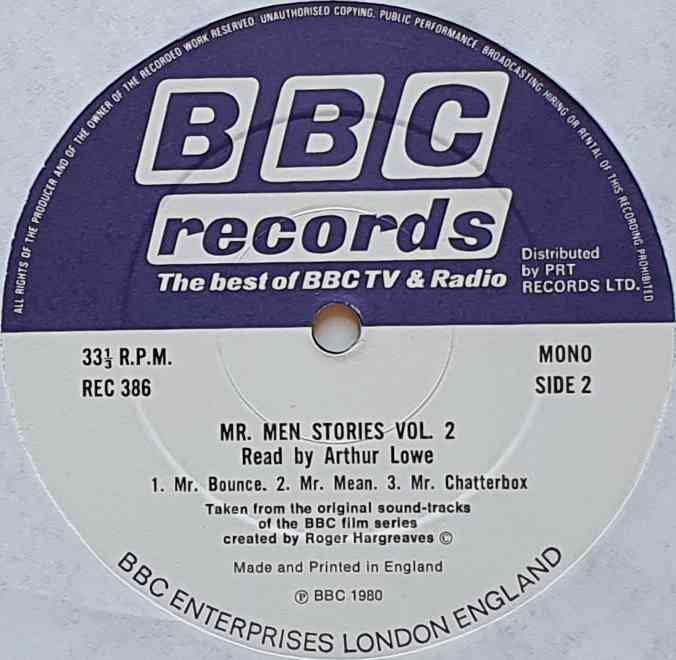 ALL RIGHTS OF THE PRODUCER AND OF THE OWNER OF THE RECORDED WORK RESERVED. UNAUTHORISED COPYING, PUBLIC PERFORMANCE, BROADCASTING HIRING OR RENTAL OF THIS RECORDING PROHIBITED
BBC
records
The best of BBC TV & Radio
Distributed
by PRT
RECORDS LTD.
33⅓ R.P.M.
REC 386
MONO
SIDE 2
MR. MEN STORIES VOL. 2
Read by Arthur Lowe
1. Mr. Bounce. 2. Mr. Mean. 3. Mr. Chatterbox
Taken from the original sound-tracks
of the BBC film series
created by Roger Hargreaves ©
Made and Printed in England
℗ BBC 1980
BBC ENTERPRISES LONDON ENGLAND